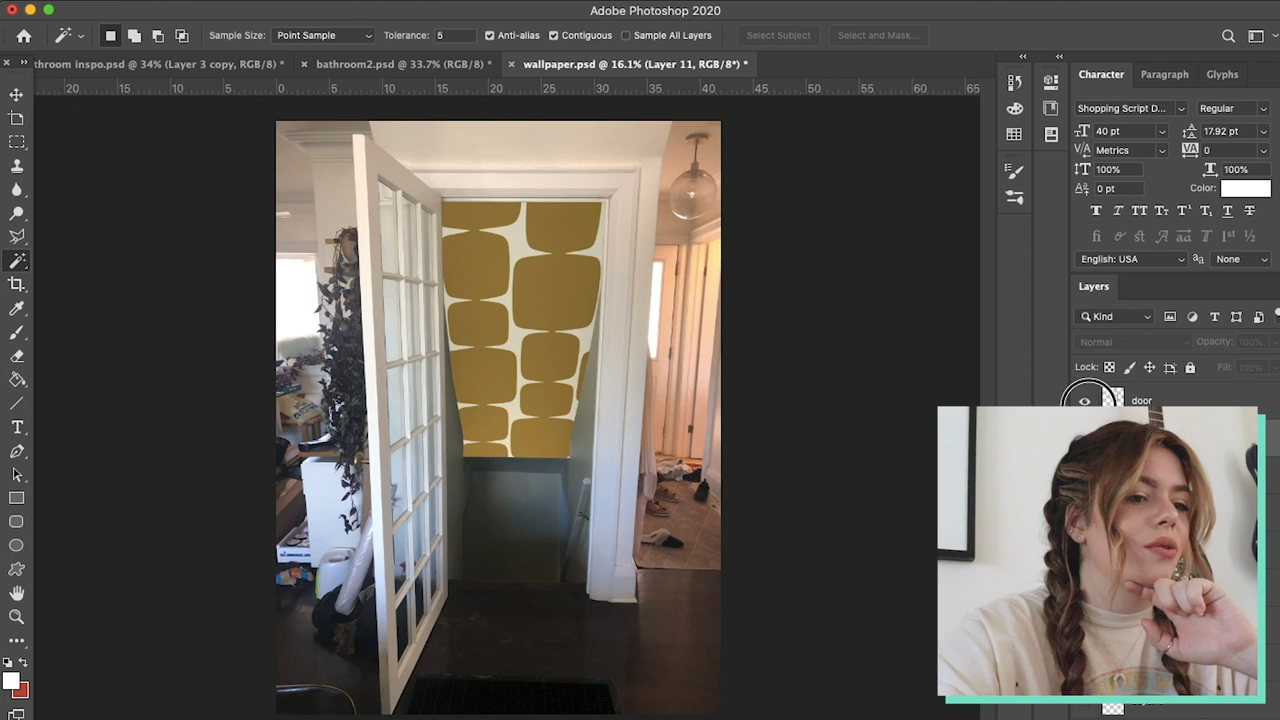 Adobe Photoshop 2020
Sample Size: Point Sample Tolerance: 5 Anti-alias Contiguous Sample All Layers Select Subject Select and Mask...
throom inspo.psd @ 34% (Layer 3 copy, RGB/8) * bathroom2.psd @ 33.7% (RGB/8) * wallpaper.psd @ 16.1% (Layer 11, RGB/8*) *
20 15 10 5 0 5 10 15 20 25 30 35 40 45 50 55 60 65
Character Paragraph Glyphs
Shopping Script D... Regular
40 pt 17.92 pt
Metrics 0
100% 100%
0 pt Color:
English: USA None
Layers
Kind
Normal Opacity: 100%
Lock: Fill: 100%
door